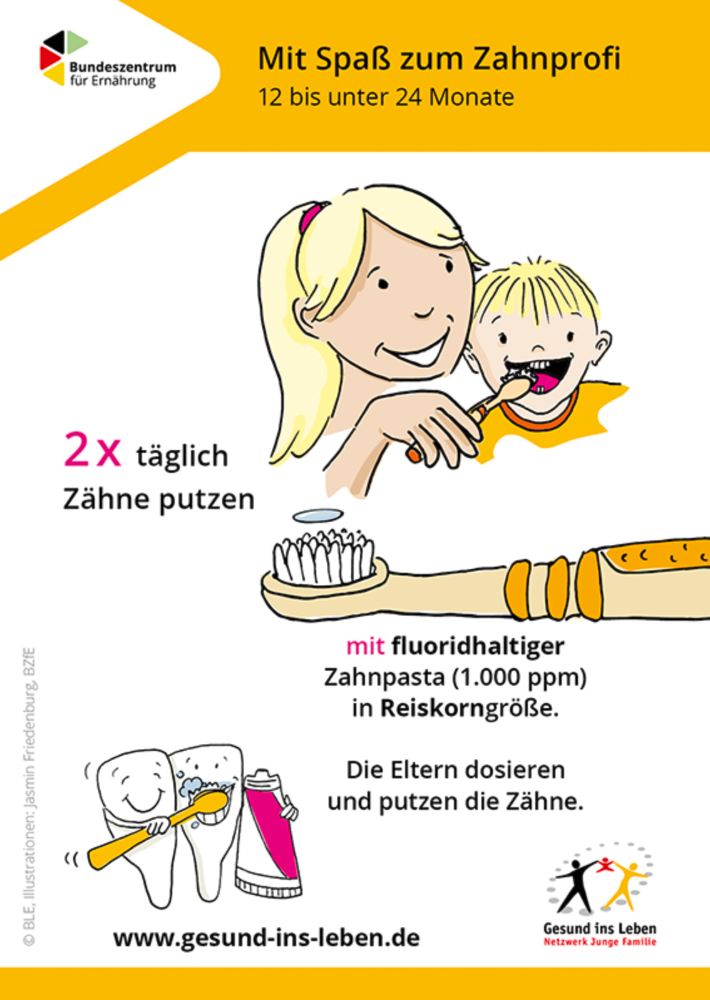 Bundeszentrum
für Ernährung
Mit Spaß zum Zahnprofi
12 bis unter 24 Monate
2x täglich
Zähne putzen
mit fluoridhaltiger
Zahnpasta (1.000 ppm)
in Reiskorngröße.
Die Eltern dosieren
und putzen die Zähne.
© BLE, Illustrationen: Jasmin Friedenburg, BZfE
www.gesund-ins-leben.de
Gesund ins Leben
Netzwerk Junge Familie